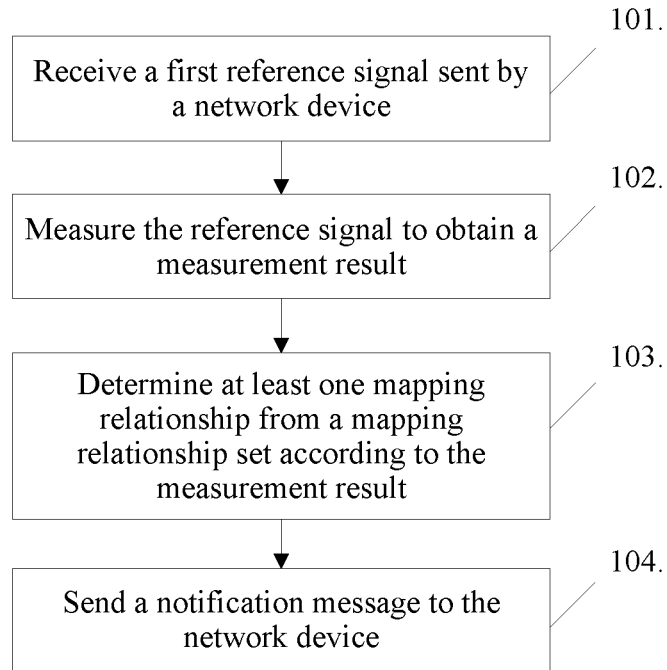 101.
Receive a first reference signal sent by
a network device
102.
Measure the reference signal to obtain a
measurement result
103.
Determine at least one mapping
relationship from a mapping
relationship set according to the
measurement result
104.
Send a notification message to the
network device